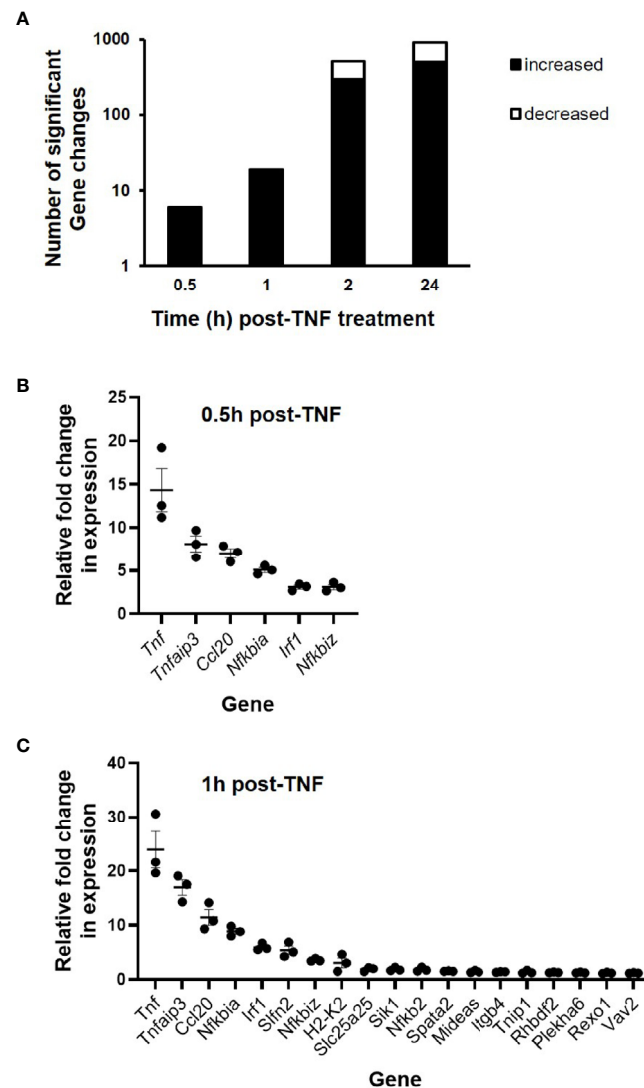 A
Number of significant
Gene changes
1000
100
10
1
0.5 1 2 24
Time (h) post-TNF treatment
increased
decreased
B
0.5h post-TNF
Relative fold change
in expression
25
20
15
10
5
0
Tnf Tnfaip3 Ccl20 Nfkbia Irf1 Nfkbiz
Gene
C
1h post-TNF
Relative fold change
in expression
40
30
20
10
0
Tnf Tnfaip3 Ccl20 Nfkbia Irf1 Slfn2 Nfkbiz H2-K2 Slc25a25 Sik1 Nfkb2 Spata2 Mideas Itgb4 Tnip1 Rhbdf2 Plekha6 Rexo1 Vav2
Gene